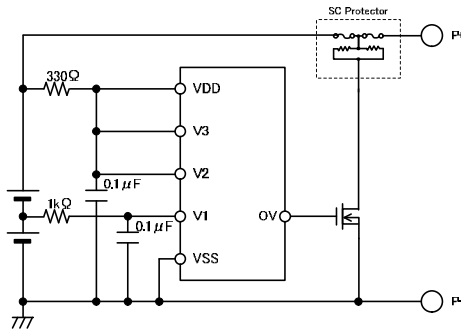 SC Protector
P+
330Ω
VDD
V3
V2
0.1μF
1kΩ
V1
0.1μF
OV
VSS